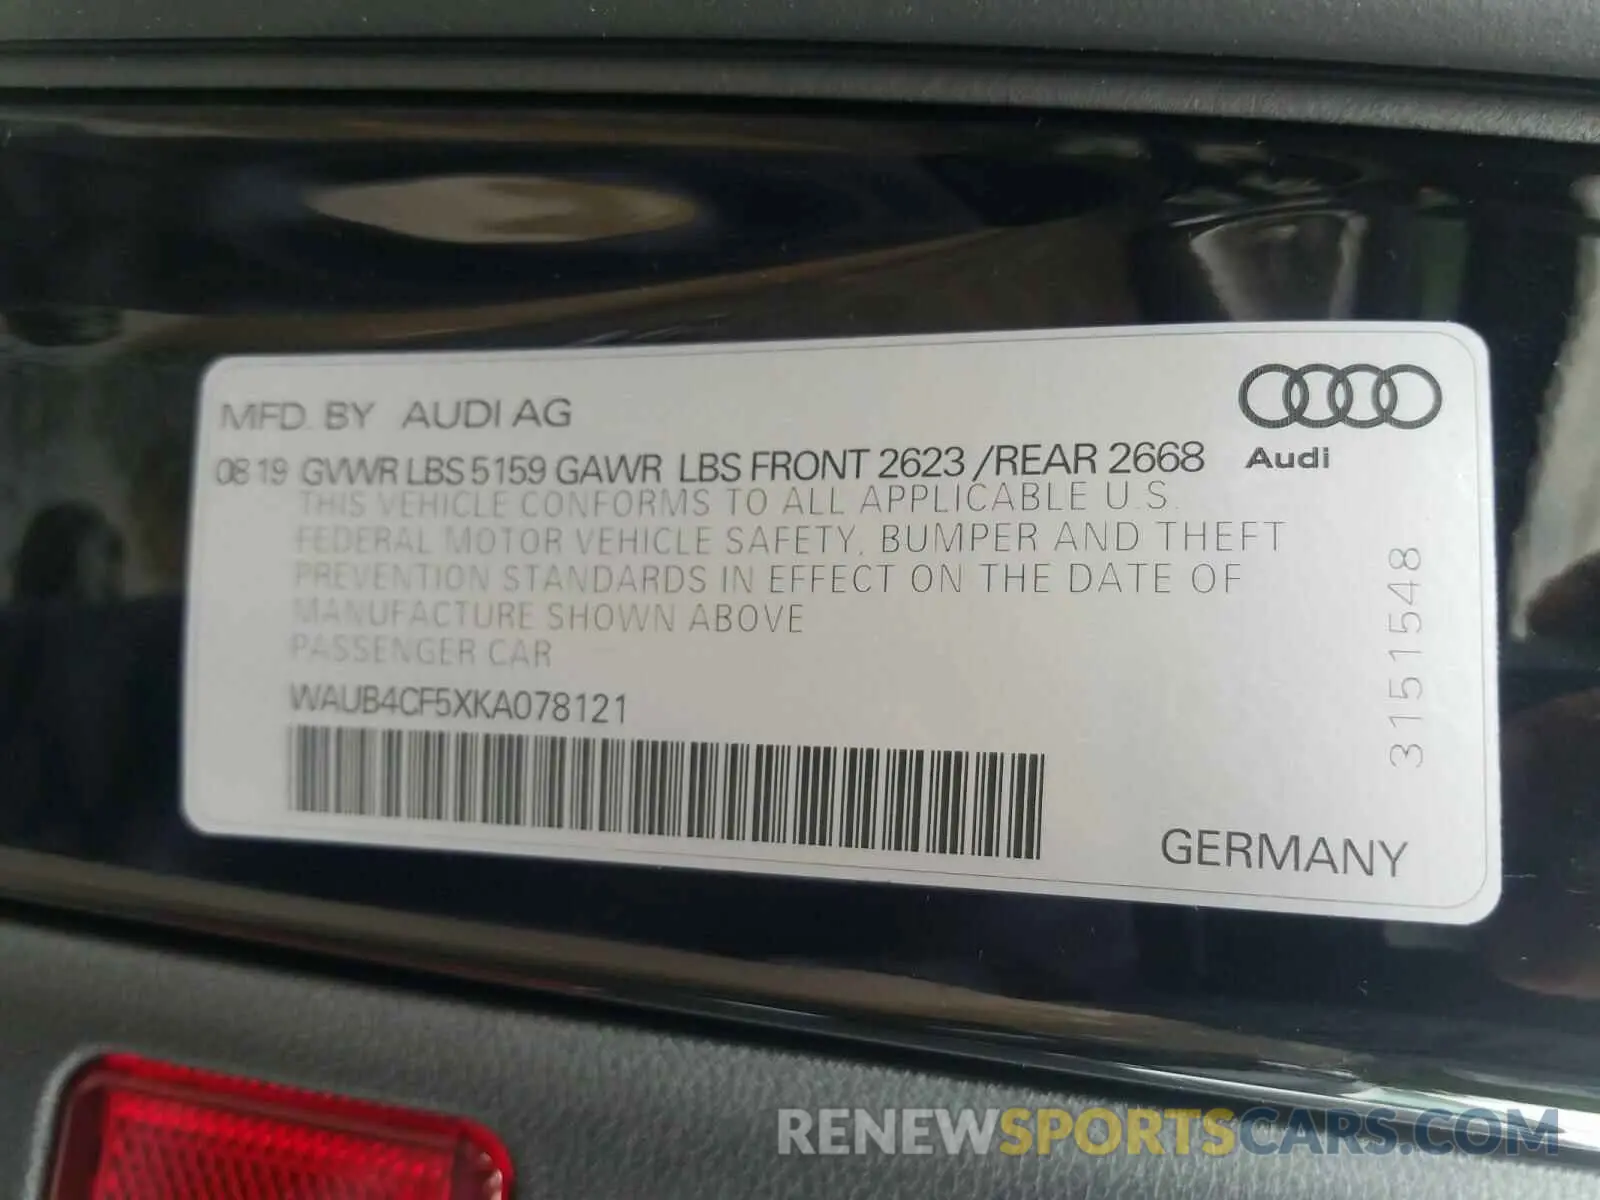 MFD. BY AUDI AG
08 19 GVWR LBS 5159 GAWR LBS FRONT 2623 /REAR 2668
Audi
THIS VEHICLE CONFORMS TO ALL APPLICABLE U.S.
FEDERAL MOTOR VEHICLE SAFETY, BUMPER AND THEFT
PREVENTION STANDARDS IN EFFECT ON THE DATE OF
MANUFACTURE SHOWN ABOVE
PASSENGER CAR
WAUB4CF5XKA078121
3151548
GERMANY
RENEWSPORTSCARS.COM